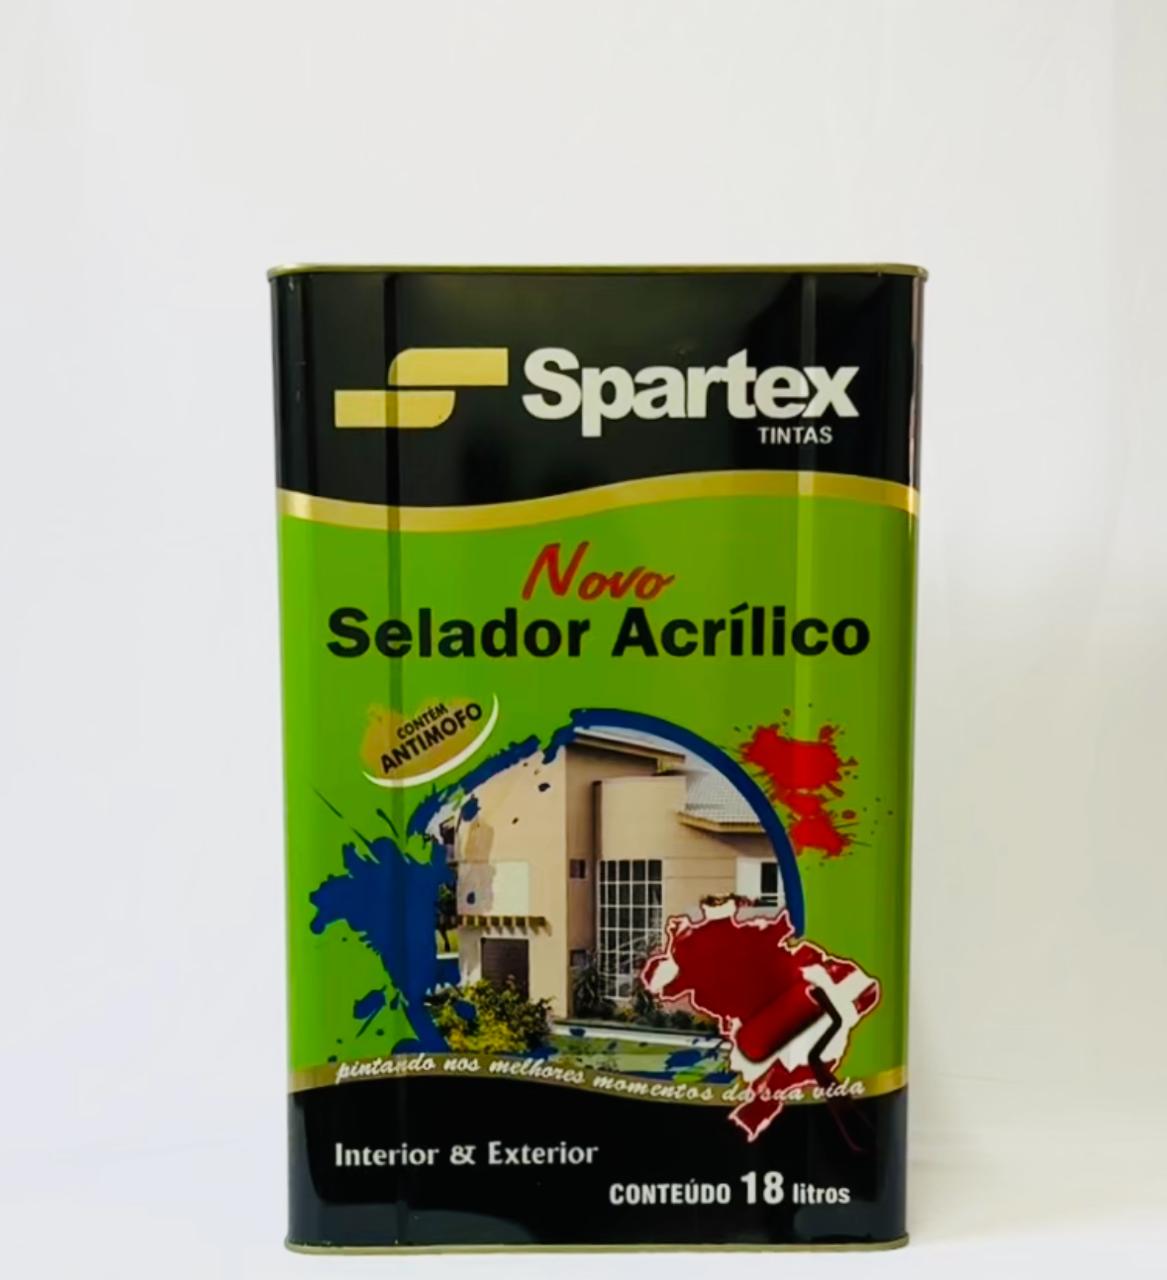 Spartex
TINTAS
Novo
Selador Acrílico
CONTÉM
ANTIMOFO
pintando nos melhores momentos da sua vida
Interior & Exterior
CONTEÚDO 18 litros